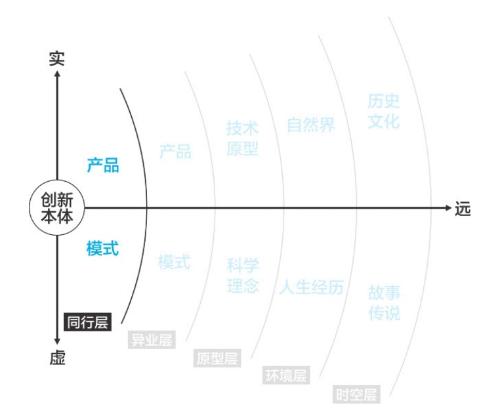 实
创新
本体
远
虚
产品
模式
同行层
产品
模式
异业层
技术
原型
科学
理念
原型层
自然界
人生经历
环境层
历史
文化
故事
传说
时空层